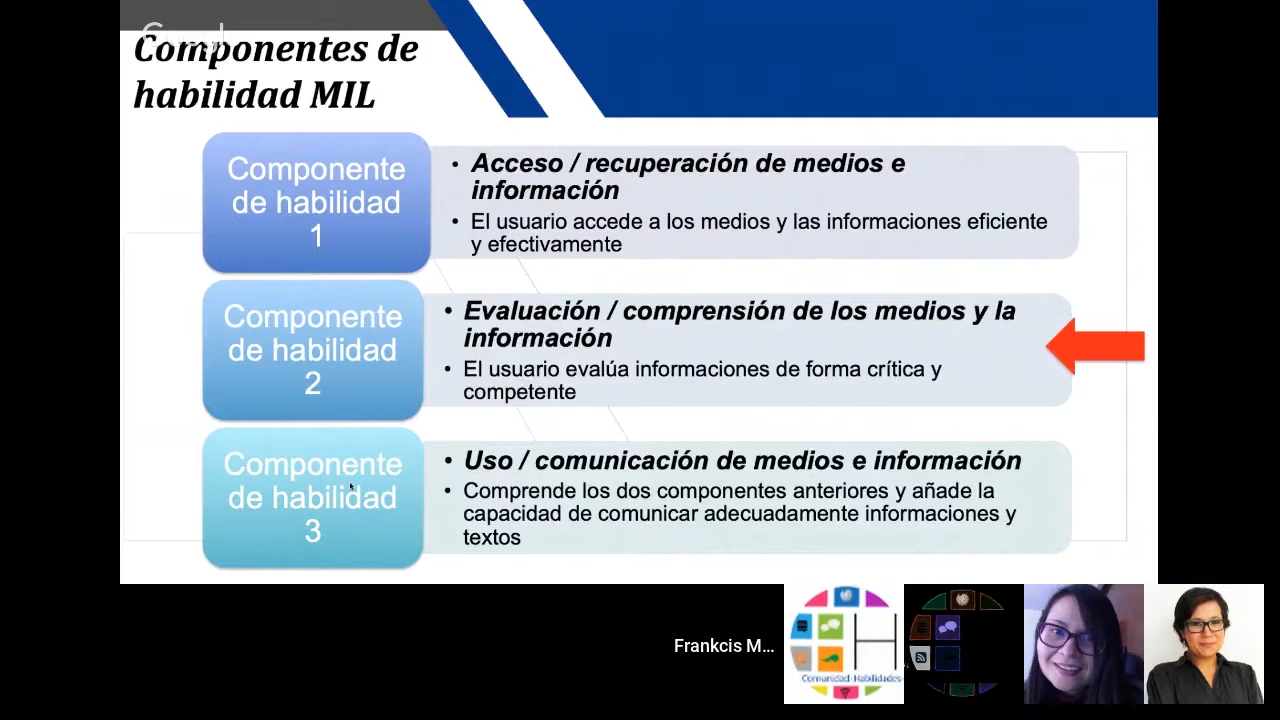 Componentes de
habilidad MIL
Componente
de habilidad
1
• Acceso / recuperación de medios e
información
• El usuario accede a los medios y las informaciones eficiente
y efectivamente
Componente
de habilidad
2
• Evaluación / comprensión de los medios y la
información
• El usuario evalúa informaciones de forma crítica y
competente
Componente
de habilidad
3
• Uso / comunicación de medios e información
• Comprende los dos componentes anteriores y añade la
capacidad de comunicar adecuadamente informaciones y
textos
Frankcis M...
H
Comunidad Habilidades